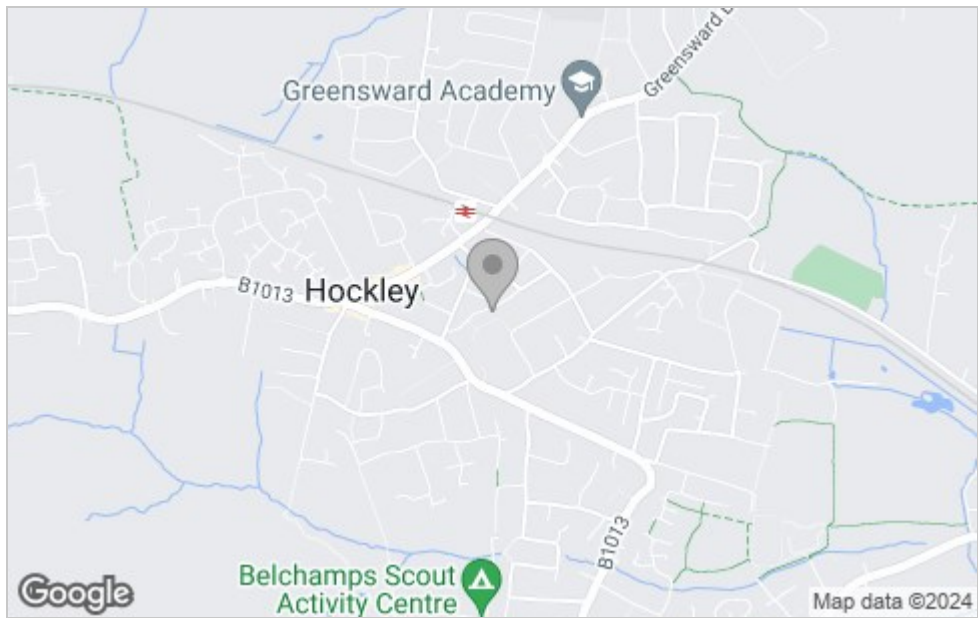 Greensward Academy
Greensward
B1013
Hockley
B1013
Belchamps Scout
Activity Centre
Google
Map data ©2024